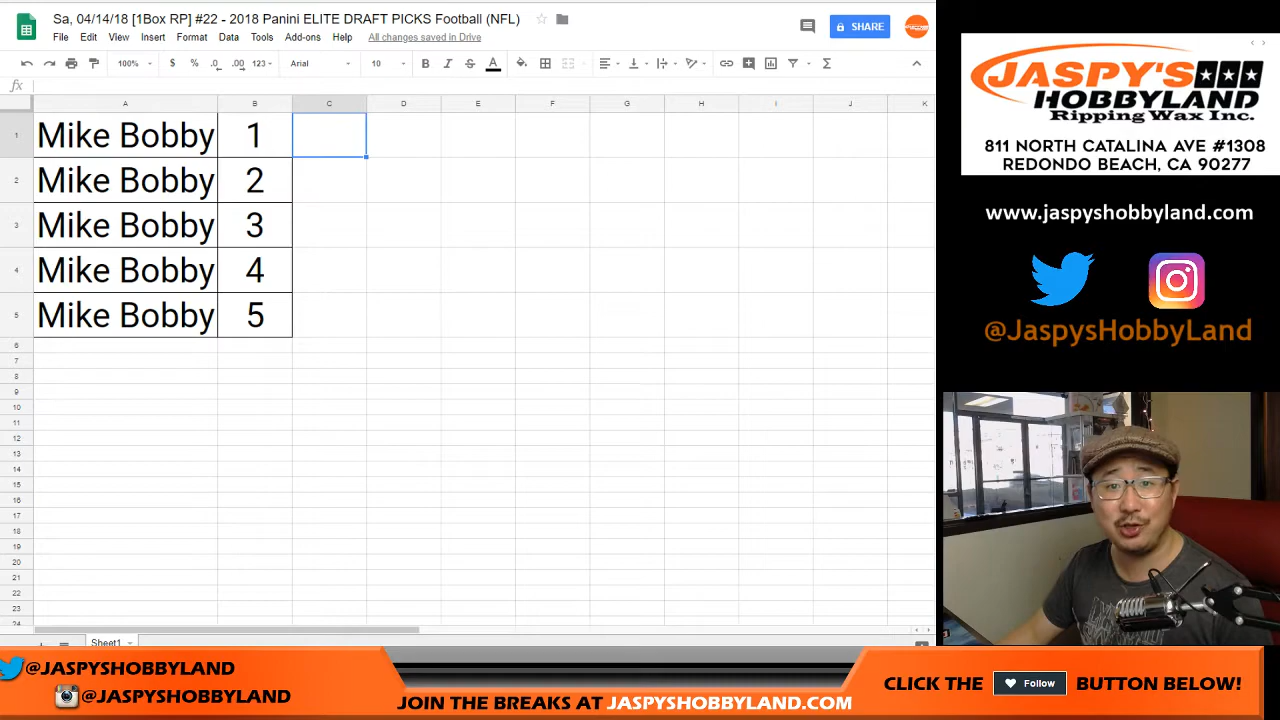 Sa, 04/14/18 [1Box RP] #22 - 2018 Panini ELITE DRAFT PICKS Football (NFL)
File Edit View Insert Format Data Tools Add-ons Help All changes saved in Drive
SHARE
100% $ % .0 .00 123 Arial 10 B I S A Σ
fx
A B C D E F G H I J K
1 Mike Bobby 1
2 Mike Bobby 2
3 Mike Bobby 3
4 Mike Bobby 4
5 Mike Bobby 5
6
7
8
9
10
11
12
13
14
15
16
17
18
19
20
21
22
23
24
Sheet1
JASPY'S
HOBBYLAND
Ripping Wax Inc.
811 NORTH CATALINA AVE #1308
REDONDO BEACH, CA 90277
www.jaspyshobbyland.com
@JaspysHobbyLand
@JASPYSHOBBYLAND
@JASPYSHOBBYLAND
JOIN THE BREAKS AT JASPYSHOBBYLAND.COM
CLICK THE Follow BUTTON BELOW!